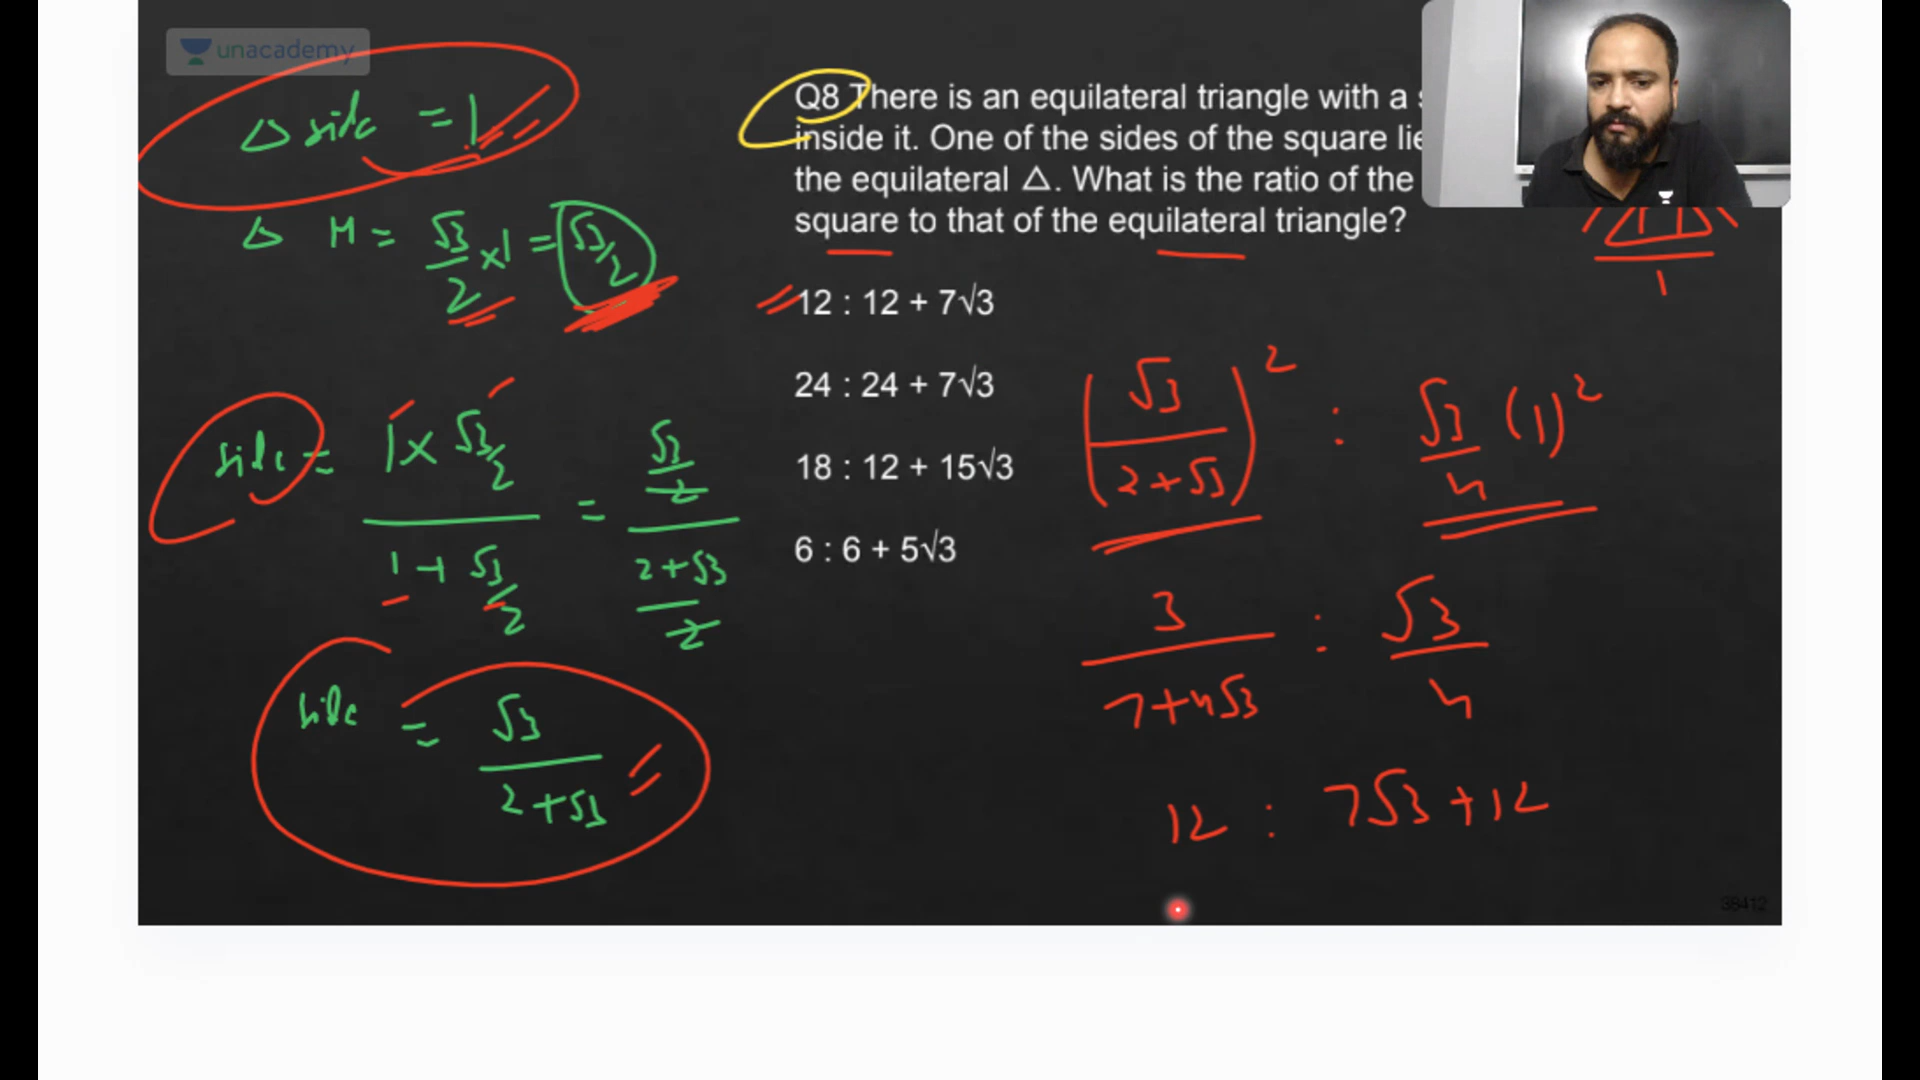 unacademy
△ side = 1
△ H = √3/2 × 1 = √3/2
side = 1 × √3/2 / 1 + √3/2 = √3/2 / 2+√3/2
side = √3 / 2+√3
Q8 There is an equilateral triangle with a
inside it. One of the sides of the square lie
the equilateral △. What is the ratio of the
square to that of the equilateral triangle?
12 : 12 + 7√3
24 : 24 + 7√3
18 : 12 + 15√3
6 : 6 + 5√3
1
(√3 / 2+√3)² : √3/4 (1)²
3 / 7+4√3 : √3/4
12 : 7√3+12
38412